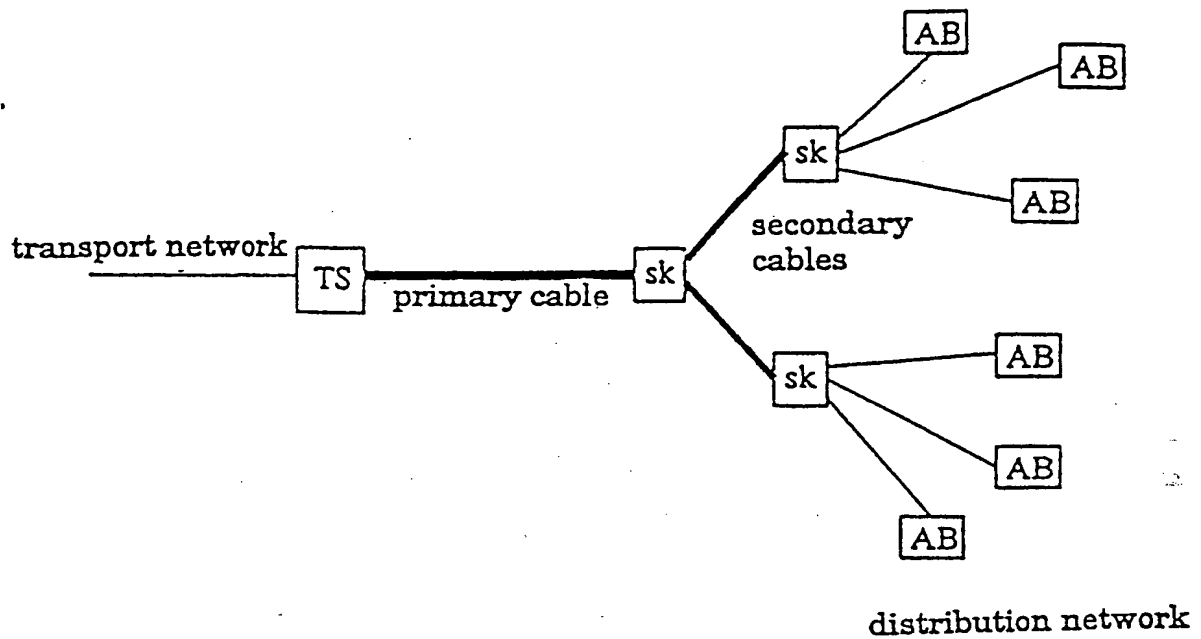 AB
AB
sk
AB
secondary
cables
transport network
TS
sk
primary cable
AB
sk
AB
AB
distribution network